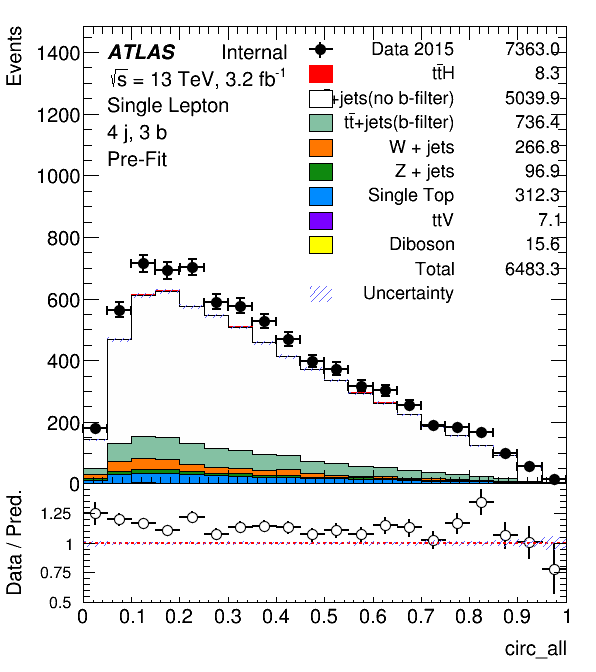 Events
1400
1200
1000
800
600
400
200
0
ATLAS Internal
√s = 13 TeV, 3.2 fb-1
Single Lepton
4 j, 3 b
Pre-Fit
Data 2015 7363.0
tt̄H 8.3
+jets(no b-filter) 5039.9
tt̄+jets(b-filter) 736.4
W + jets 266.8
Z + jets 96.9
Single Top 312.3
ttV 7.1
Diboson 15.6
Total 6483.3
Uncertainty
Data / Pred.
1.25
1
0.75
0.5
0 0.1 0.2 0.3 0.4 0.5 0.6 0.7 0.8 0.9 1
circ_all